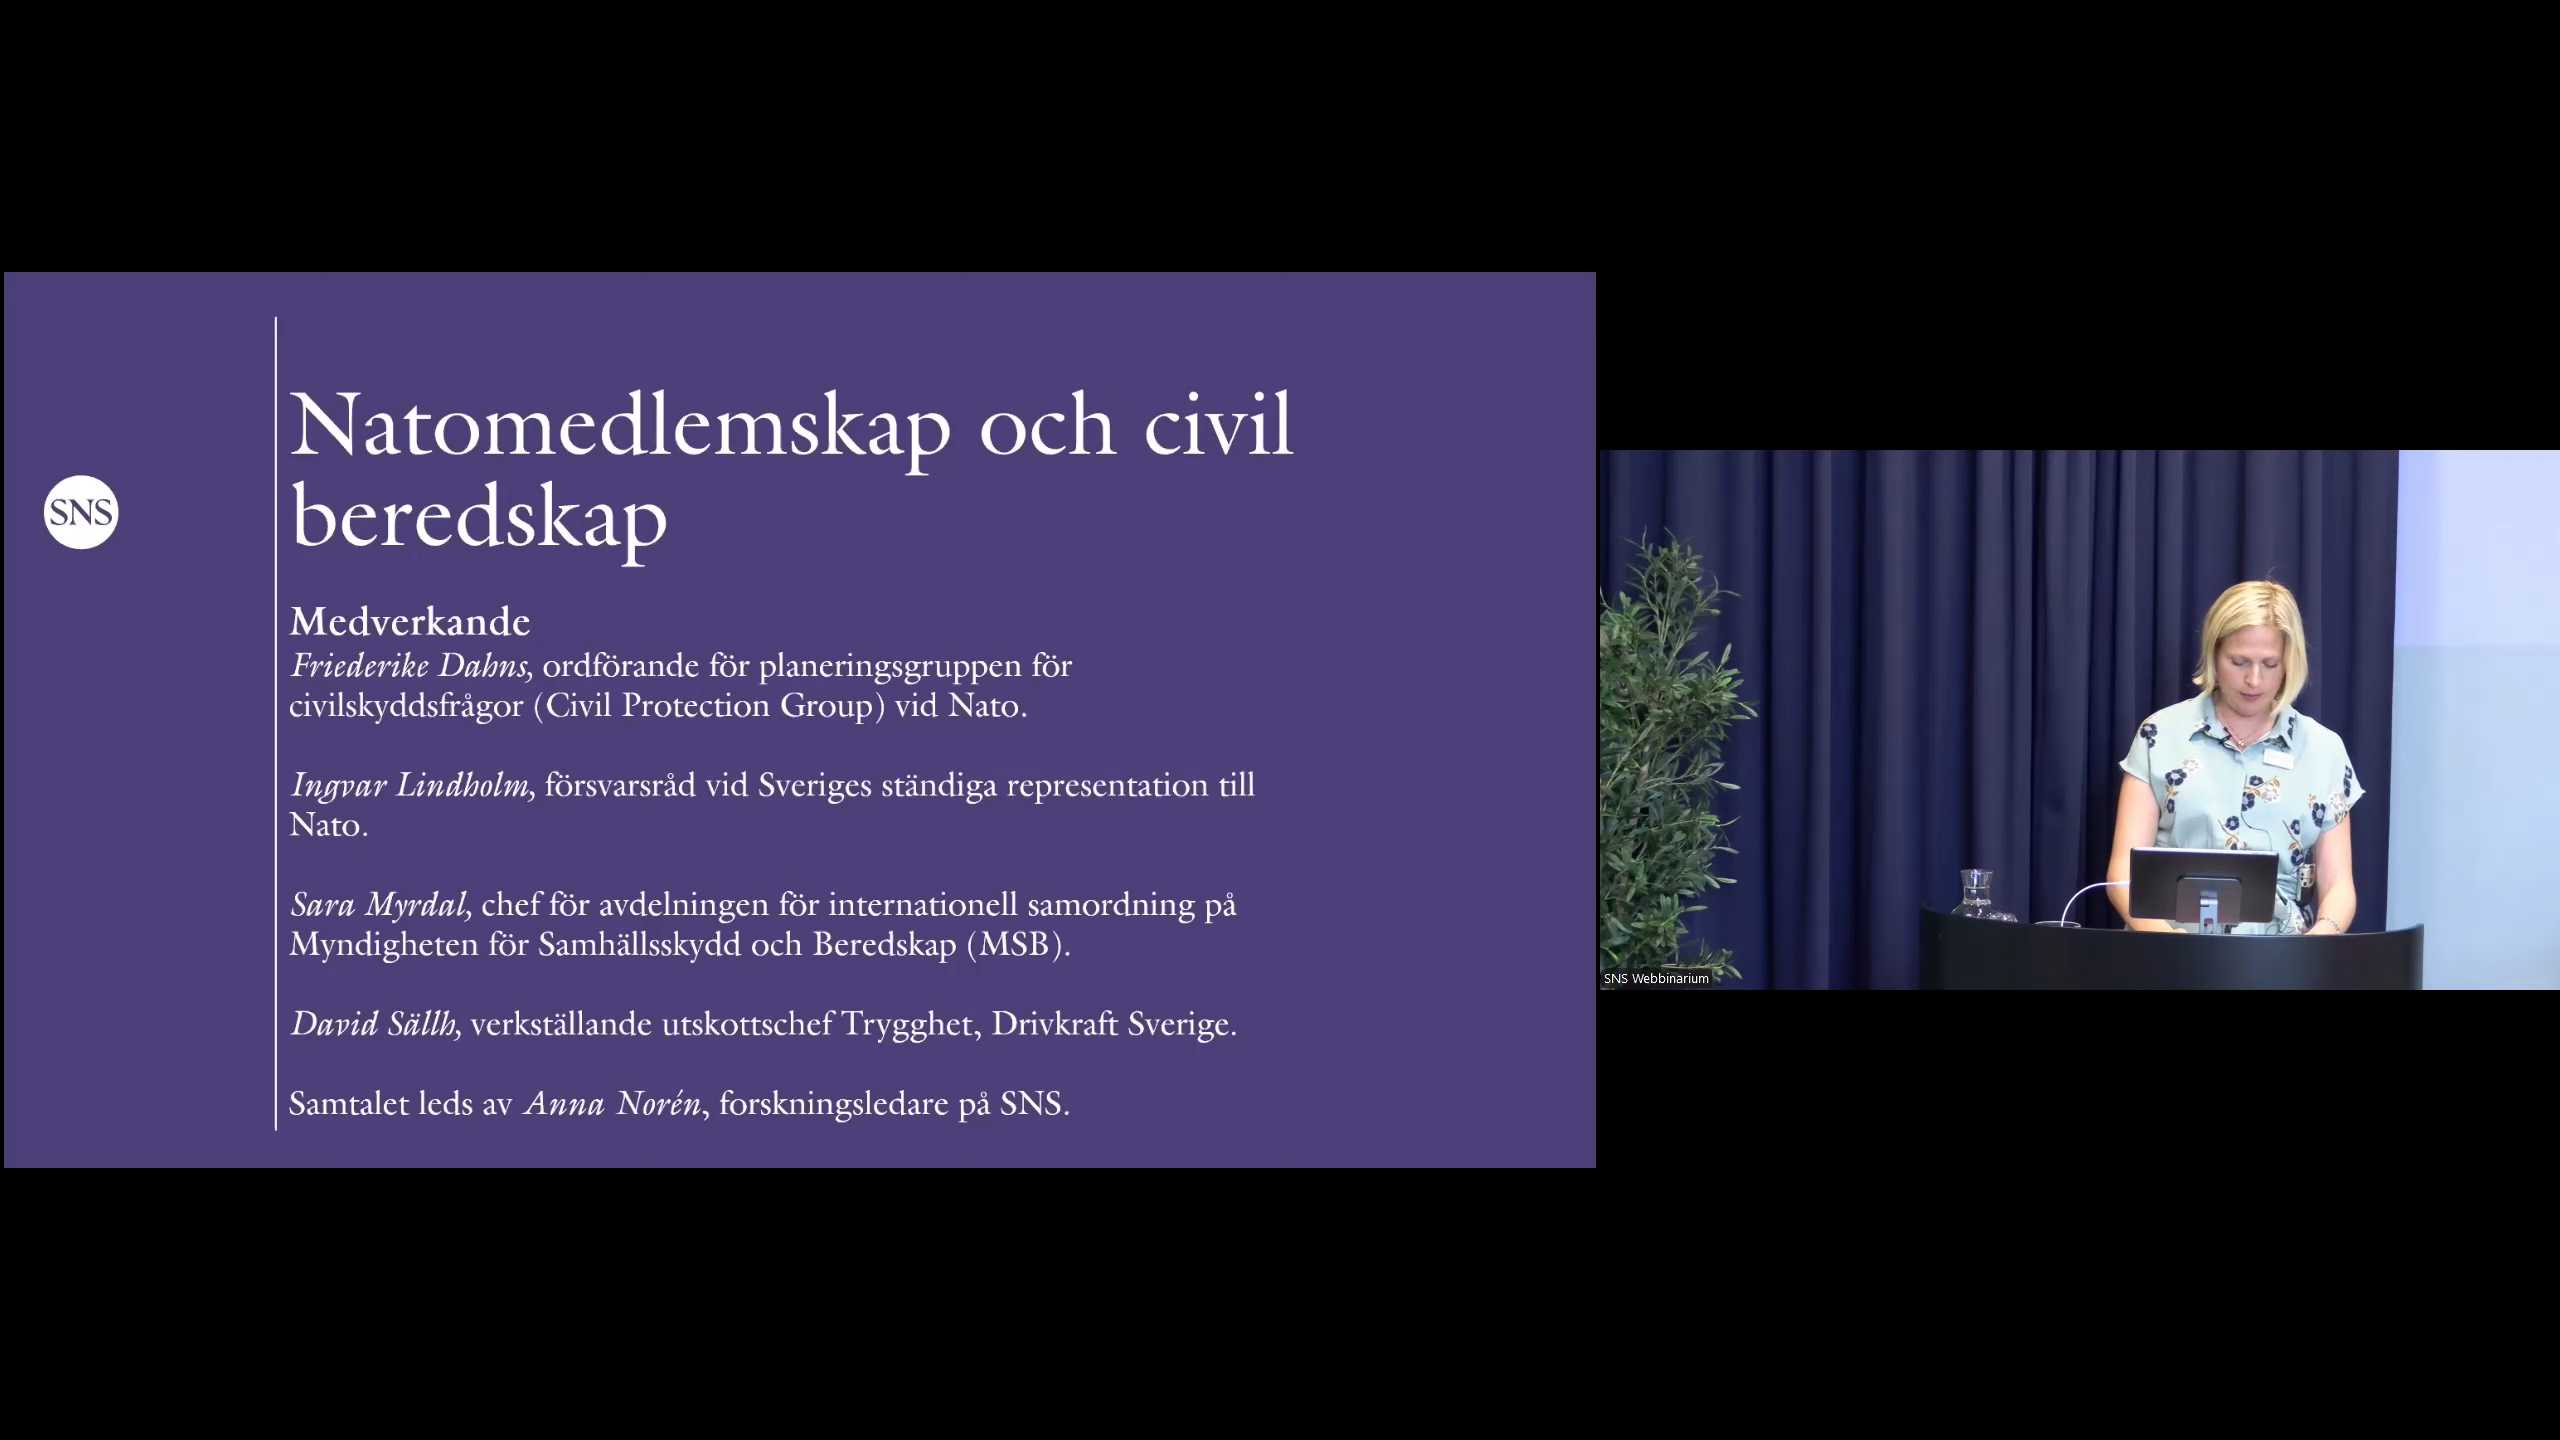 SNS
Natomedlemskap och civil
beredskap
Medverkande
Friederike Dahns, ordförande för planeringsgruppen för
civilskyddsfrågor (Civil Protection Group) vid Nato.
Ingvar Lindholm, försvarsråd vid Sveriges ständiga representation till
Nato.
Sara Myrdal, chef för avdelningen för internationell samordning på
Myndigheten för Samhällsskydd och Beredskap (MSB).
David Sällh, verkställande utskottschef Trygghet, Drivkraft Sverige.
Samtalet leds av Anna Norén, forskningsledare på SNS.
SNS Webbinarium